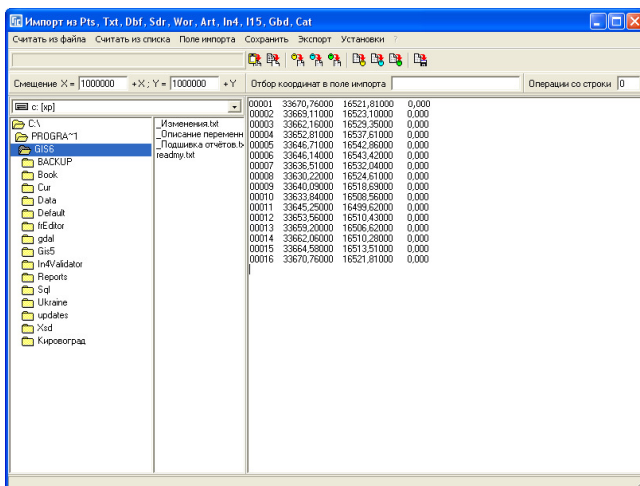 Импорт из Pts, Txt, Dbf, Sdr, Wor, Art, In4, I15, Gbd, Cat
Считать из файла Считать из списка Поле импорта Сохранить Экспорт Установки ?
Смещение X = 1000000 +X ; Y = 1000000 +Y Отбор координат в поле импорта Операции со строки 0
c: [xp]
C:\
PROGRA~1
GIS6
BACKUP
Book
Cur
Data
Default
frEditor
gdal
Gis5
In4Validator
Reports
Sql
Ukraine
updates
Xsd
Кировоград
_Изменения.txt
_Описание переменн
_Подшивка отчётов.tx
readmy.txt
00001 33670,76000 16521,81000 0,000
00002 33669,11000 16523,10000 0,000
00003 33662,16000 16529,35000 0,000
00004 33652,81000 16537,61000 0,000
00005 33646,71000 16542,86000 0,000
00006 33646,14000 16543,42000 0,000
00007 33636,51000 16532,04000 0,000
00008 33630,22000 16524,61000 0,000
00009 33640,09000 16518,69000 0,000
00010 33633,84000 16508,56000 0,000
00011 33645,25000 16499,62000 0,000
00012 33653,56000 16510,43000 0,000
00013 33659,20000 16506,62000 0,000
00014 33662,06000 16510,28000 0,000
00015 33664,58000 16513,51000 0,000
00016 33670,76000 16521,81000 0,000